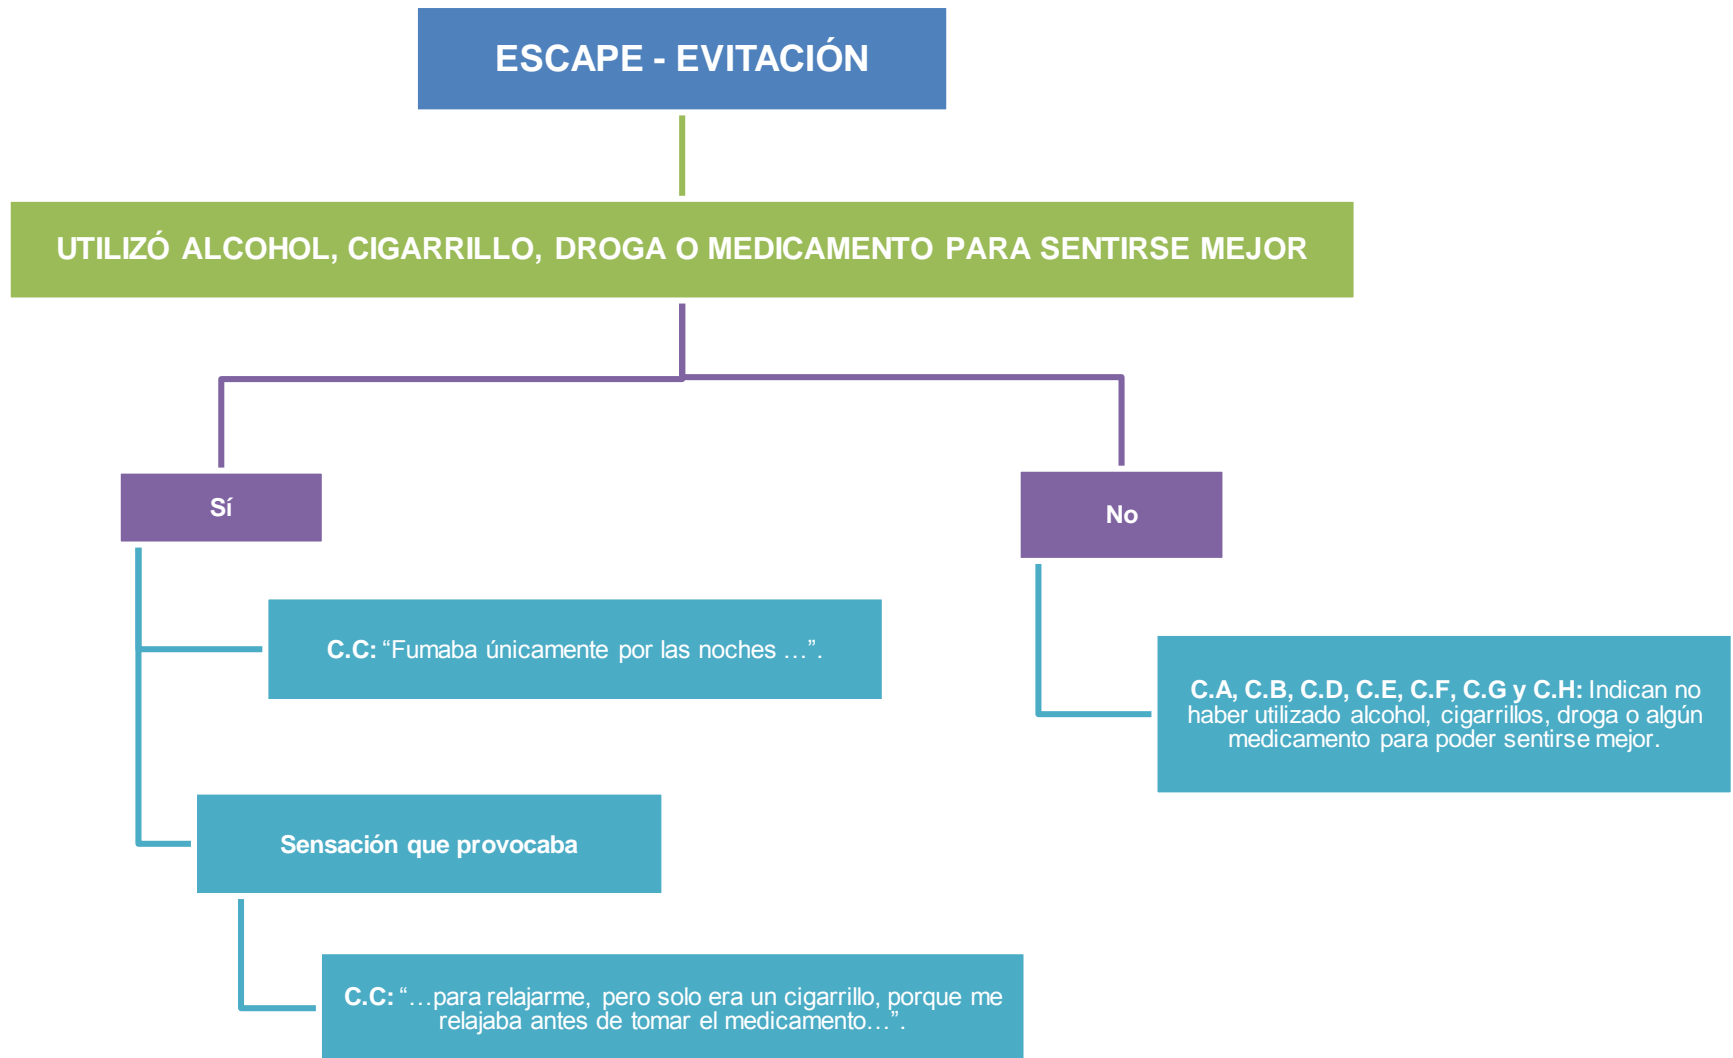 ESCAPE - EVITACIÓN
UTILIZÓ ALCOHOL, CIGARRILLO, DROGA O MEDICAMENTO PARA SENTIRSE MEJOR
Sí
No
C.C: “Fumaba únicamente por las noches …”.
C.A, C.B, C.D, C.E, C.F, C.G y C.H: Indican no
haber utilizado alcohol, cigarrillos, droga o algún
medicamento para poder sentirse mejor.
Sensación que provocaba
C.C: “…para relajarme, pero solo era un cigarrillo, porque me
relajaba antes de tomar el medicamento…”.